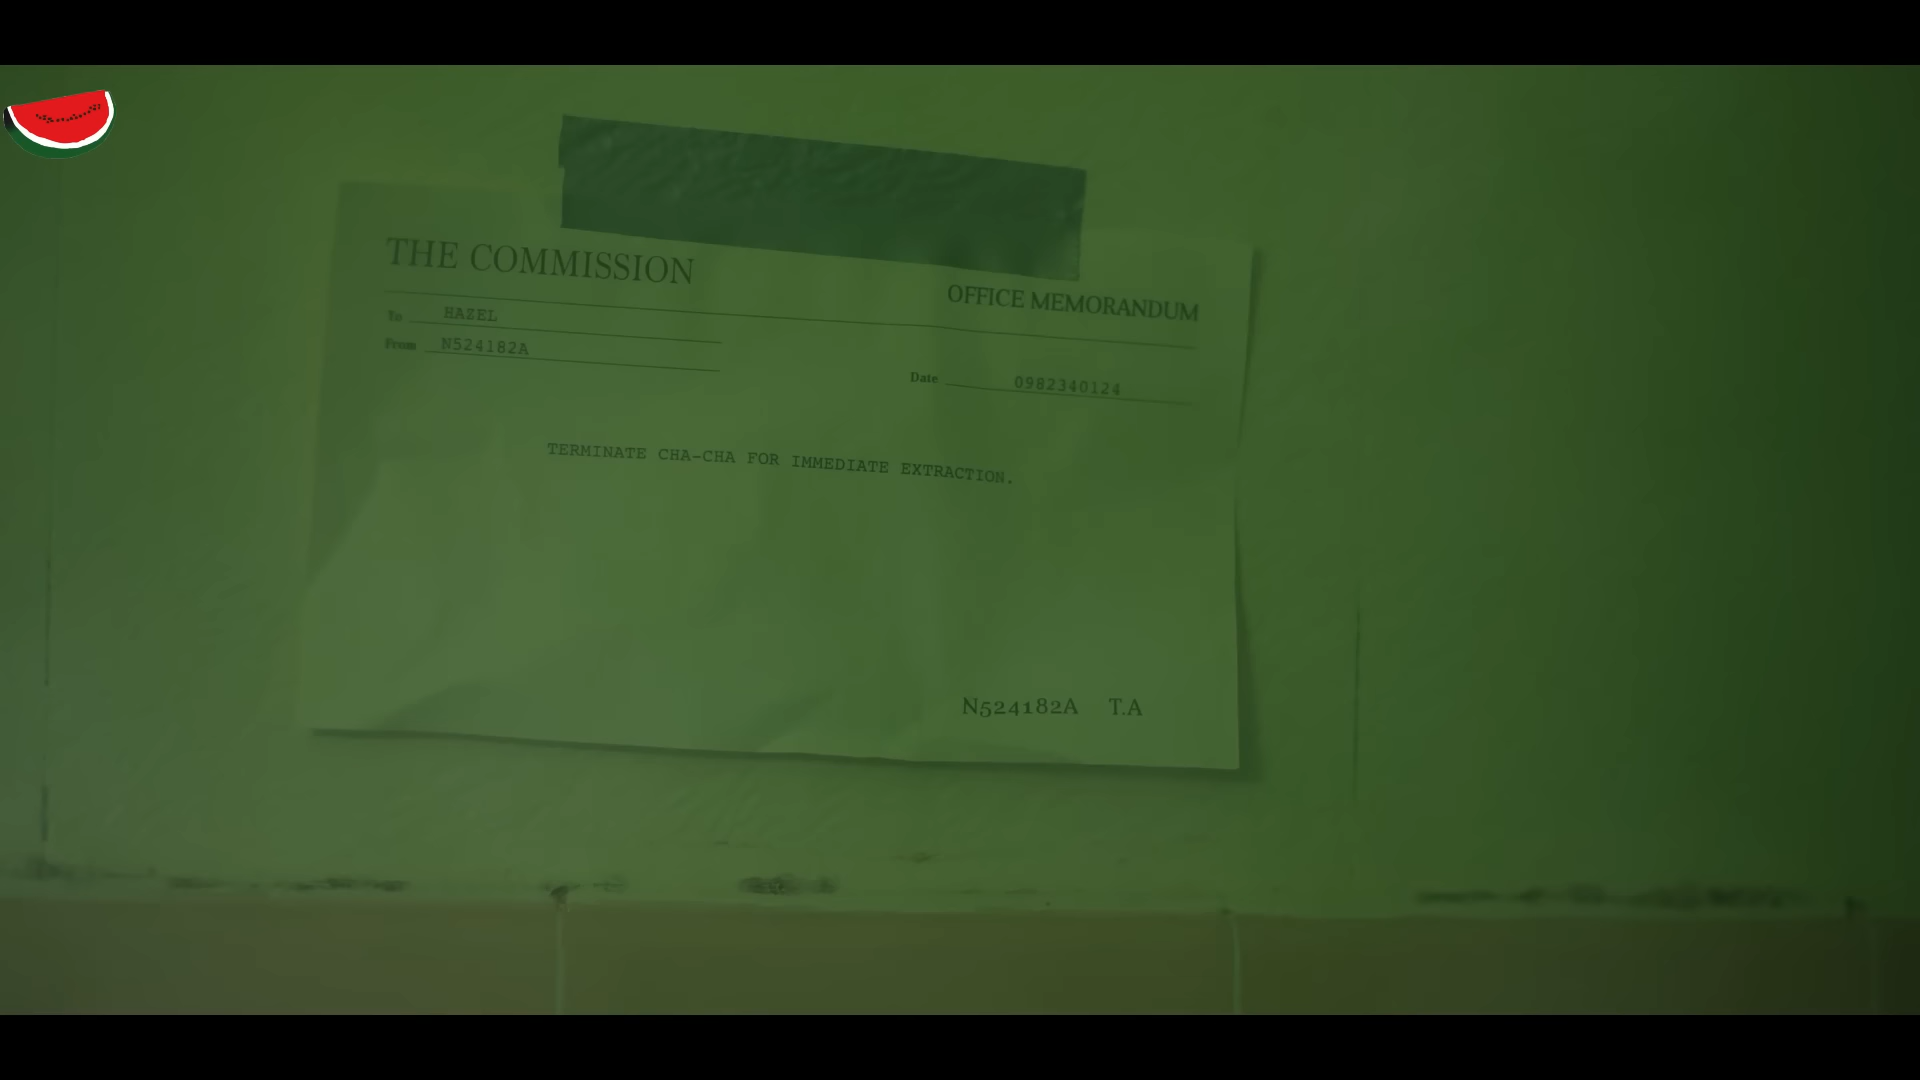 THE COMMISSION
OFFICE MEMORANDUM
To HAZEL
From N524182A
Date 0982340124
TERMINATE CHA-CHA FOR IMMEDIATE EXTRACTION.
N524182A T.A